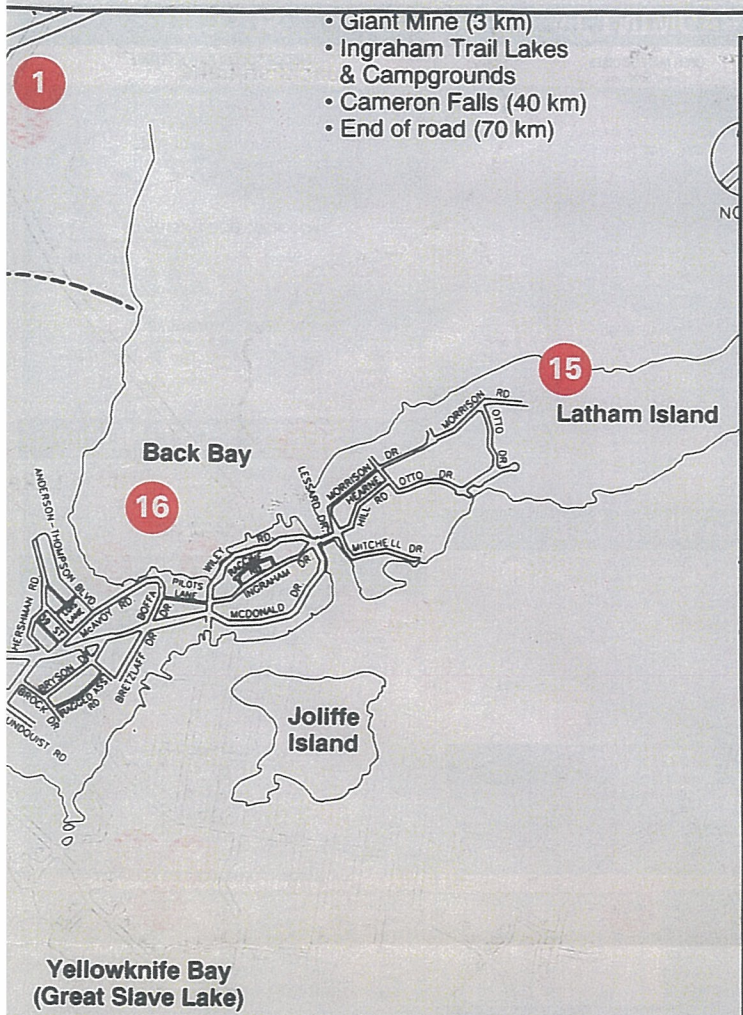 • Giant Mine (3 km)
• Ingraham Trail Lakes
& Campgrounds
• Cameron Falls (40 km)
• End of road (70 km)
1
NO
15
Latham Island
MORRISON RD
OTTO DR
Back Bay
16
LESSARD DR.
MORRISON DR
HEARNE HILL RD
OTTO DR
MITCHELL DR
WILEY RD.
INGRAHAM DR
MCDONALD DR.
PILOTS
LANE
BOFFA DR
ANDERSON-THOMPSON BLVD
HERSHMAN RD
MCAVOY RD
BRYSON DR
BRETZLAFF DR
RAGGED ASS
RD
BROCK DR
UNDQUIST RD
Joliffe
Island
Yellowknife Bay
(Great Slave Lake)